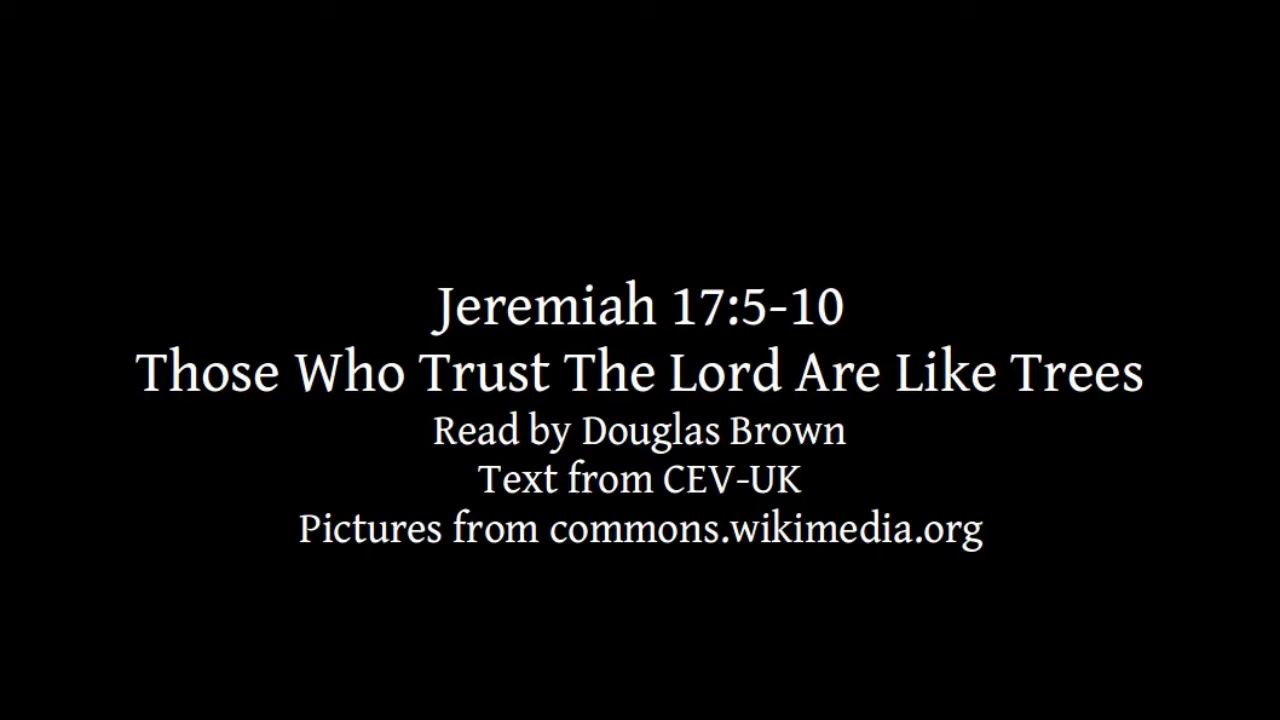 Jeremiah 17:5-10
Those Who Trust The Lord Are Like Trees
Read by Douglas Brown
Text from CEV-UK
Pictures from commons.wikimedia.org